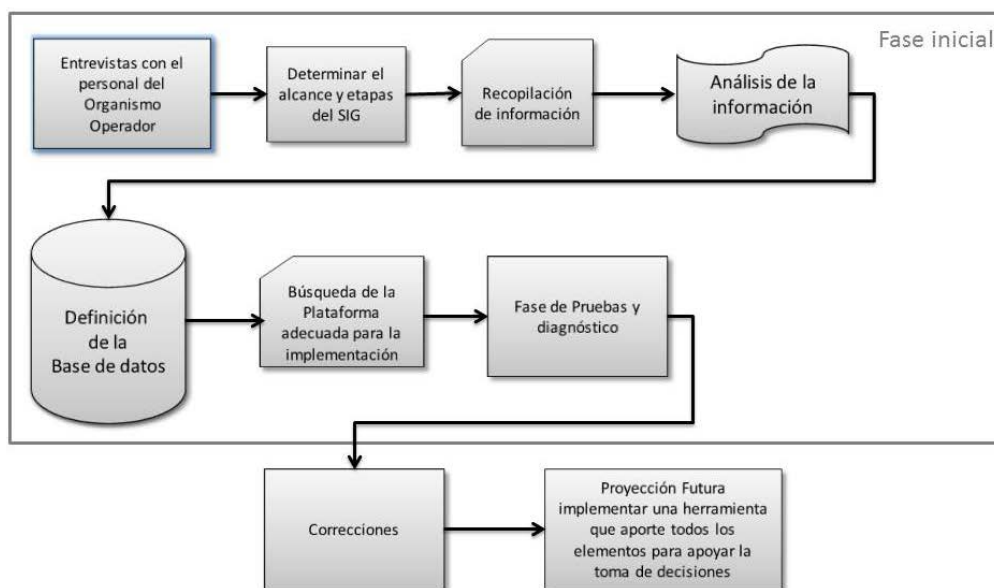 Fase inicial
Entrevistas con el
personal del
Organismo
Operador
Determinar el
alcance y etapas
del SIG
Recopilación
de información
Análisis de la
información
Definición
de la
Base de datos
Búsqueda de la
Plataforma
adecuada para la
implementación
Fase de Pruebas y
diagnóstico
Correcciones
Proyección Futura
implementar una herramienta
que aporte todos los
elementos para apoyar la
toma de decisiones